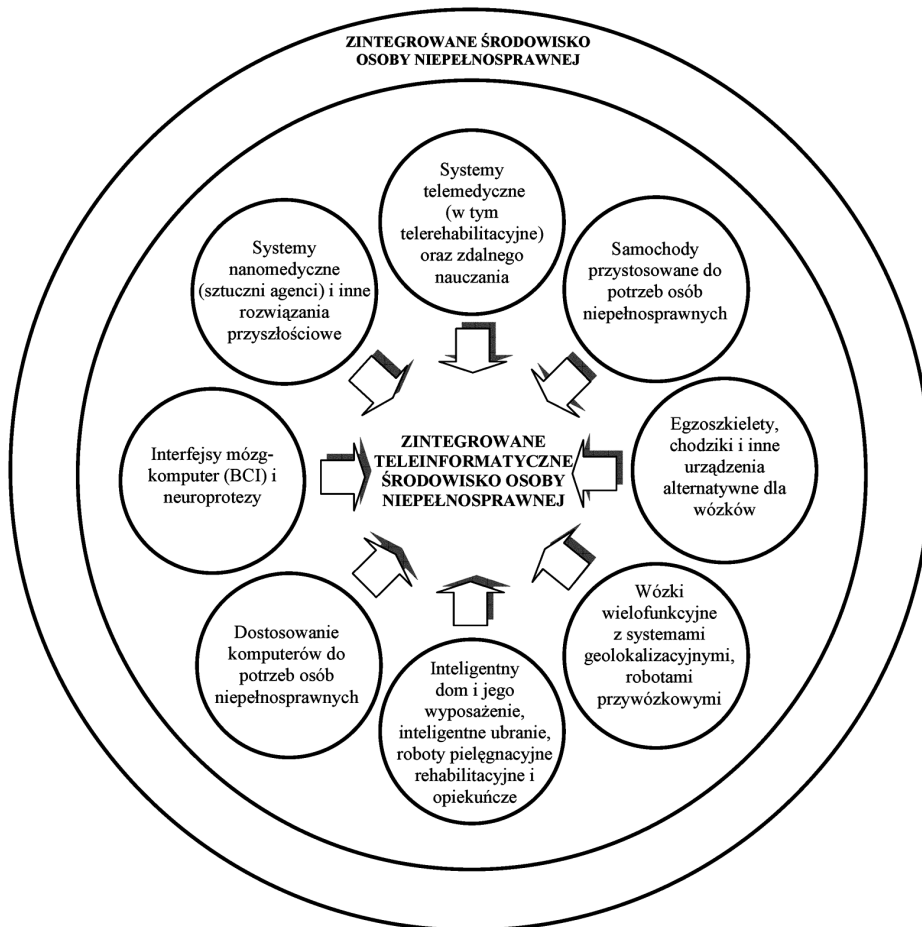 ZINTEGROWANE ŚRODOWISKO
OSOBY NIEPEŁNOSPRAWNEJ
Systemy
telemedyczne
(w tym
telerehabilitacyjne)
oraz zdalnego
nauczania
Samochody
przystosowane do
potrzeb osób
niepełnosprawnych
Egzoszkielety,
chodziki i inne
urządzenia
alternatywne dla
wózków
Wózki
wielofunkcyjne
z systemami
geolokalizacyjnymi,
robotami
przywózkowymi
Inteligentny
dom i jego
wyposażenie,
inteligentne ubranie,
roboty pielęgnacyjne
rehabilitacyjne i
opiekuńcze
Dostosowanie
komputerów do
potrzeb osób
niepełnosprawnych
Interfejsy mózg-
komputer (BCI) i
neuroprotezy
Systemy
nanomedyczne
(sztuczni agenci) i inne
rozwiązania
przyszłościowe
ZINTEGROWANE
TELEINFORMATYCZNE
ŚRODOWISKO OSOBY
NIEPEŁNOSPRAWNEJ